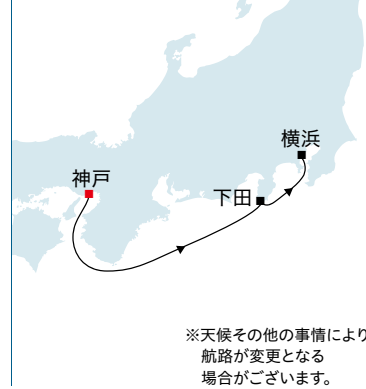 横浜
神戸
下田
※天候その他の事情により
航路が変更となる
場合がございます。